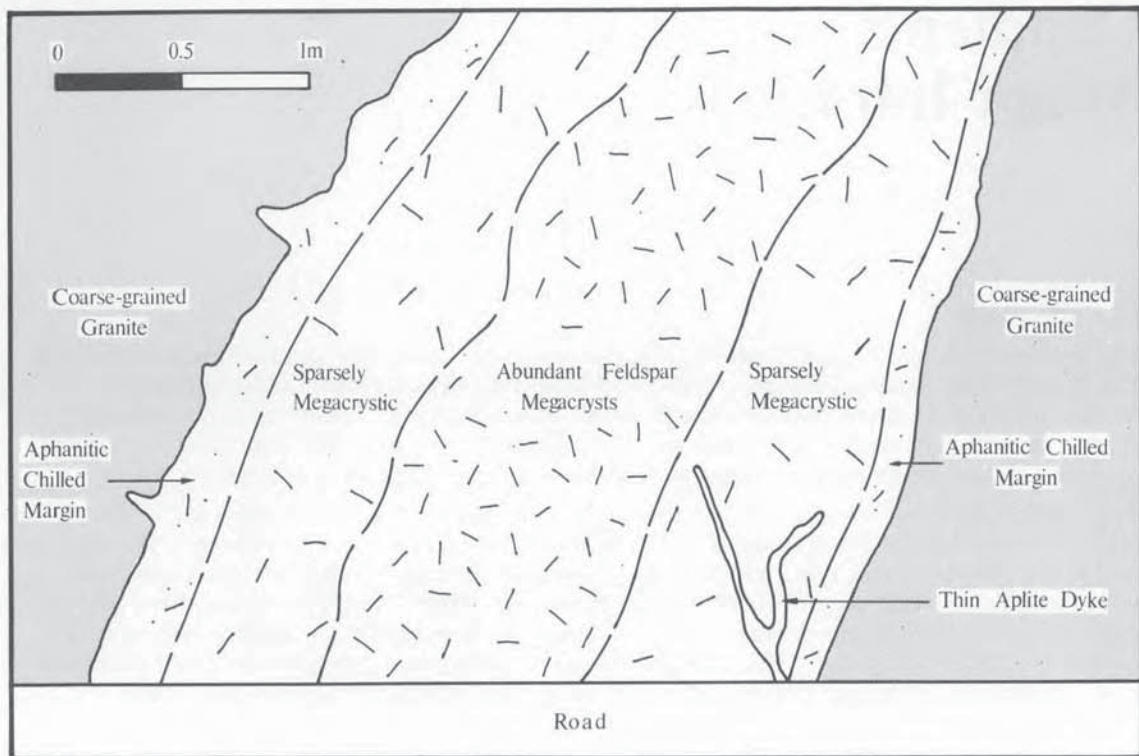 0 0.5 1m
Coarse-grained
Granite
Coarse-grained
Granite
Sparsely
Megacrystic
Abundant Feldspar
Megacrysts
Sparsely
Megacrystic
Aphanitic
Chilled
Margin
Aphanitic Chilled
Margin
Thin Aplite Dyke
Road